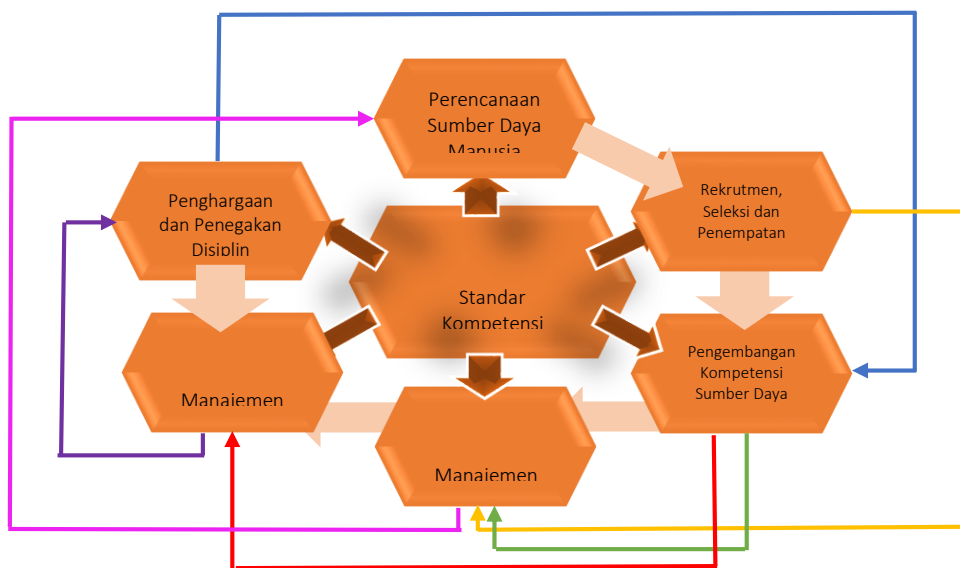 Perencanaan
Sumber Daya
Manusia
Rekrutmen,
Seleksi dan
Penempatan
Penghargaan
dan Penegakan
Disiplin
Standar
Kompetensi
Pengembangan
Kompetensi
Sumber Daya
Manajemen
Manajemen